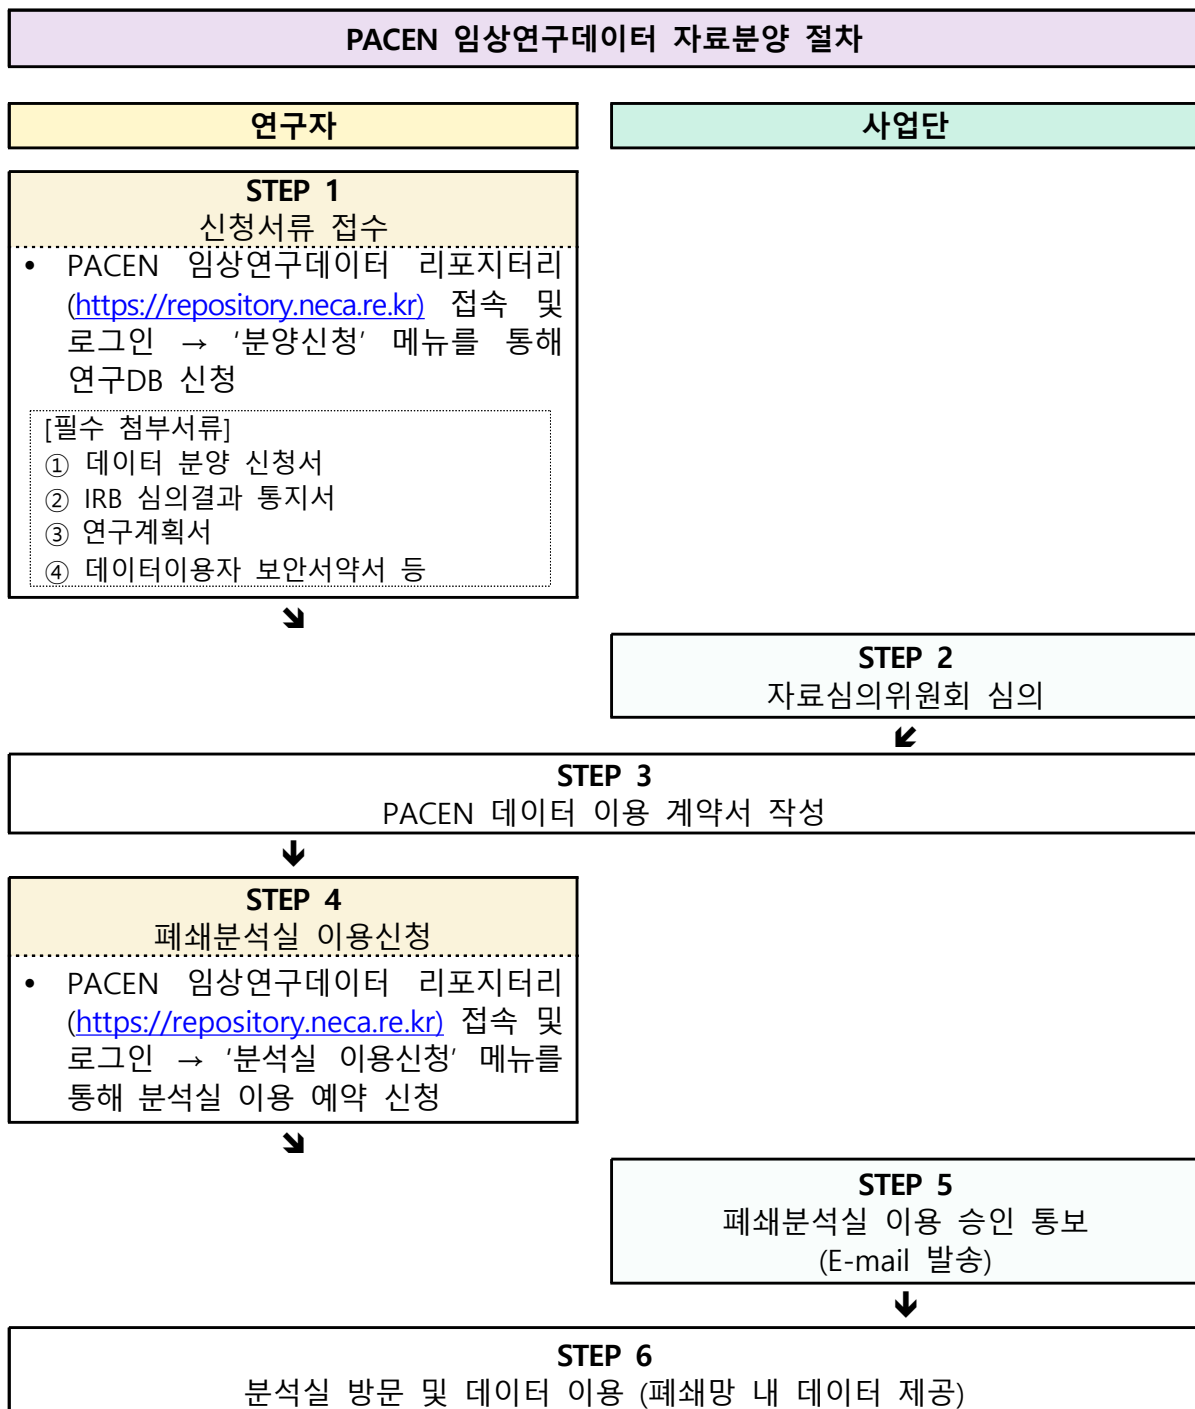 PACEN 임상연구데이터 자료분양 절차
연구자
사업단
STEP 1
신청서류 접수
• PACEN 임상연구데이터 리포지터리
(https://repository.neca.re.kr) 접속 및
로그인 → ‘분양신청’ 메뉴를 통해
연구DB 신청
[필수 첨부서류]
① 데이터 분양 신청서
② IRB 심의결과 통지서
③ 연구계획서
④ 데이터이용자 보안서약서 등
STEP 2
자료심의위원회 심의
STEP 3
PACEN 데이터 이용 계약서 작성
STEP 4
폐쇄분석실 이용신청
• PACEN 임상연구데이터 리포지터리
(https://repository.neca.re.kr) 접속 및
로그인 → ‘분석실 이용신청’ 메뉴를
통해 분석실 이용 예약 신청
STEP 5
폐쇄분석실 이용 승인 통보
(E-mail 발송)
STEP 6
분석실 방문 및 데이터 이용 (폐쇄망 내 데이터 제공)